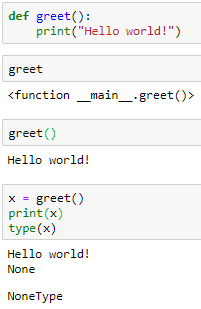 def greet():
    print("Hello world!")
greet
<function __main__.greet()>
greet()
Hello world!
x = greet()
print(x)
type(x)
Hello world!
None
NoneType